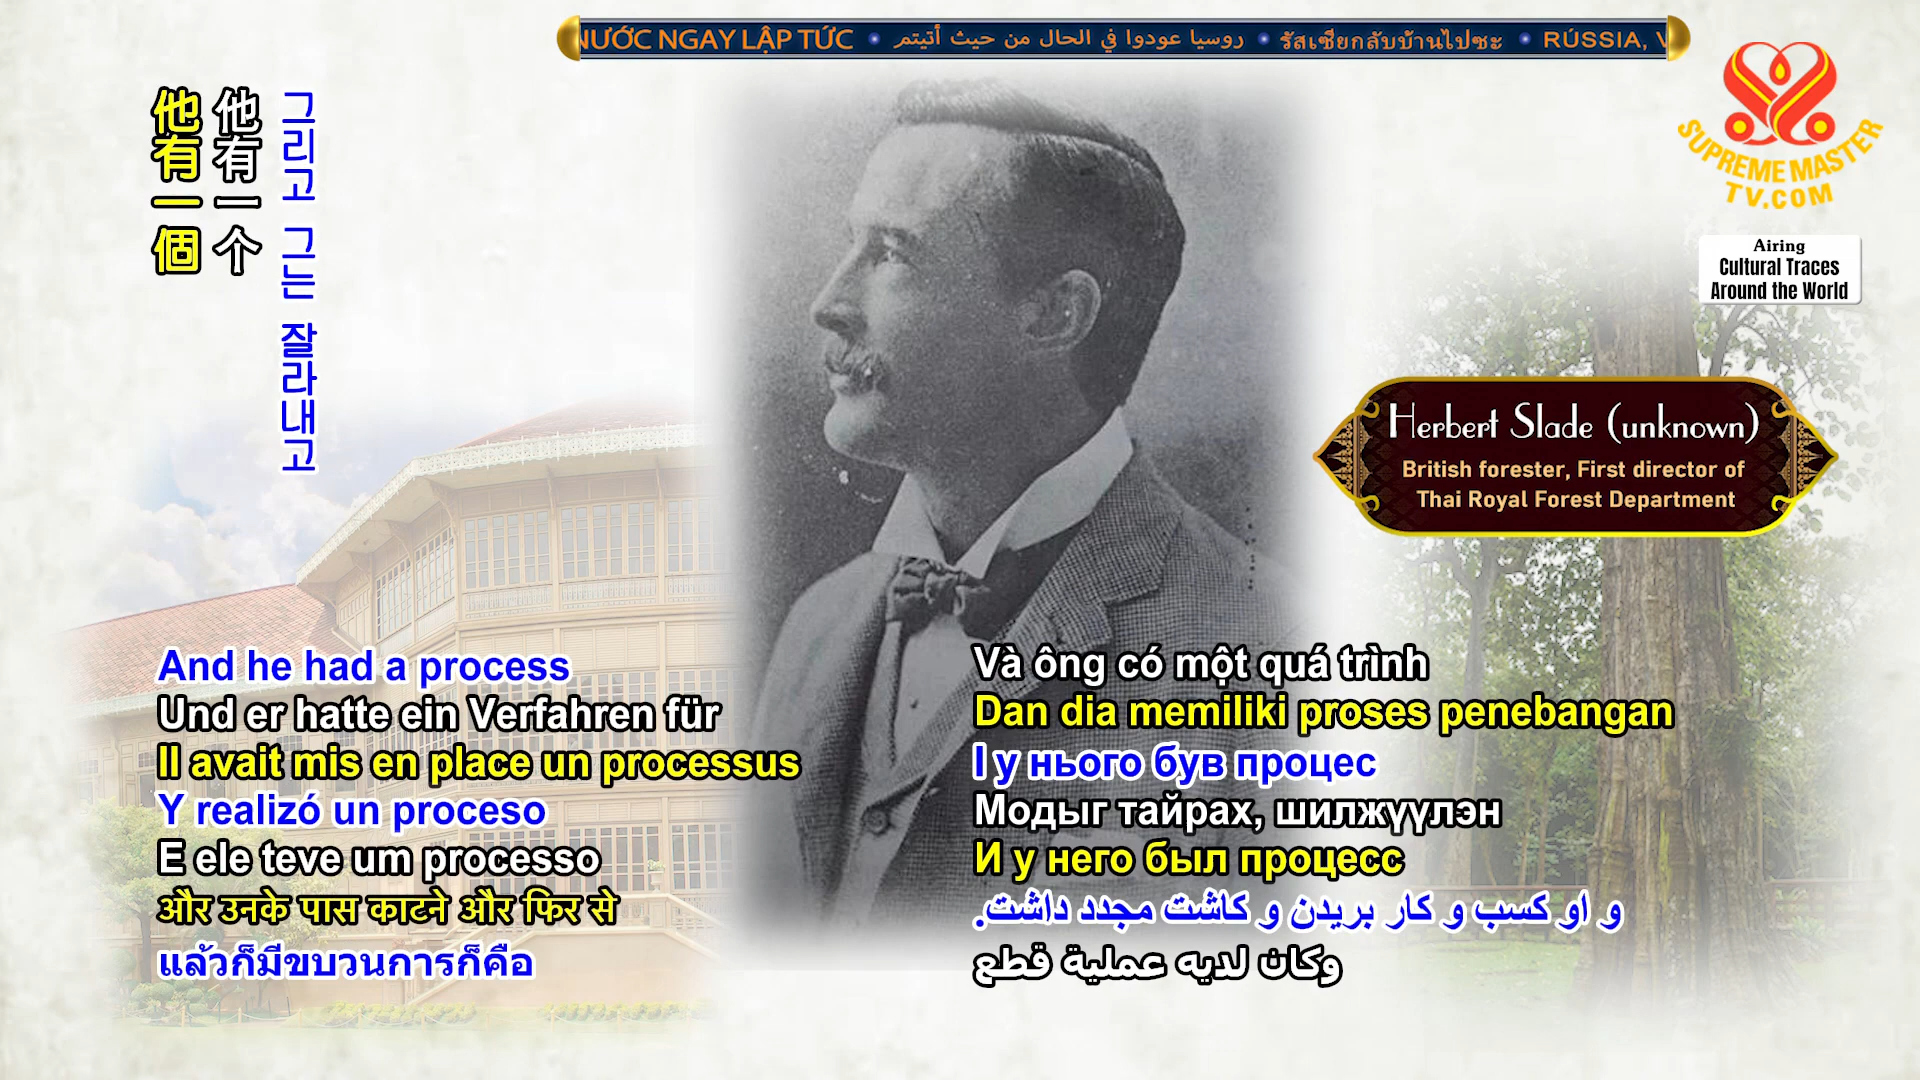 NƯỚC NGAY LẬP TỨC • روسيا عودوا في الحال من حيث أتيتم • รัสเซียกลับบ้านไปซะ • RÚSSIA,
SUPREME MASTER
TV.COM
Airing
Cultural Traces
Around the World
그리고 그는 잘라내고
他有一个
他有一個
Herbert Slade (unknown)
British forester, First director of
Thai Royal Forest Department
And he had a process
Und er hatte ein Verfahren für
Il avait mis en place un processus
Y realizó un proceso
E ele teve um processo
और उनके पास काटने और फिर से
แล้วก็มีขบวนการก็คือ
Và ông có một quá trình
Dan dia memiliki proses penebangan
І у нього був процес
Модыг тайрах, шилжүүлэн
И у него был процесс
و او کسب و کار بریدن و کاشت مجدد داشت.
وكان لديه عملية قطع